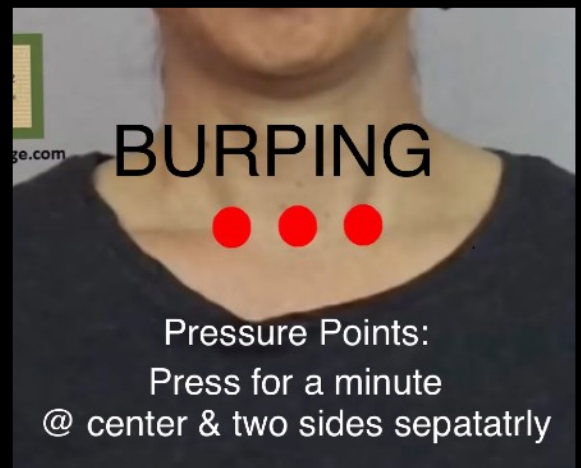 ge.com
BURPING
Pressure Points:
Press for a minute
@ center & two sides sepatatrly